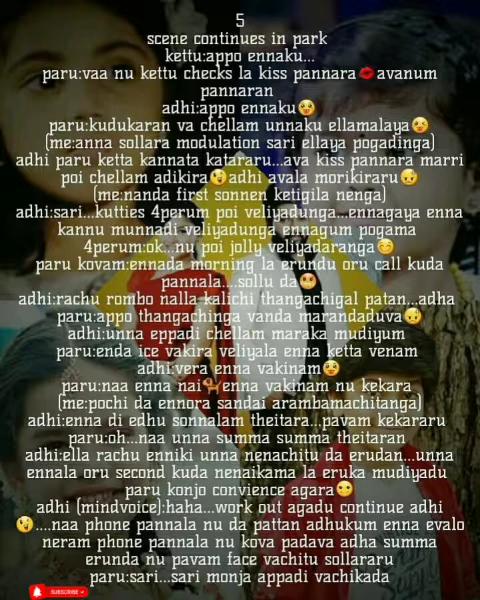 5
scene continues in park
kettu:appo ennaku...
paru:vaa nu kettu checks la kiss pannara💋avanum
pannaran
adhi:appo ennaku😲
paru:kudukaran va chellam unnaku ellamalaya😜
(me:anna sollara modulation sari ellaya pogadinga)
adhi paru ketta kannata katararu...ava kiss pannara marri
poi chellam adikira😲adhi avala morikiraru😓
(me:nanda first sonnen ketigila nenga)
adhi:sari...kutties 4perum poi veliyadunga...ennagaya enna
kannu munnadi veliyadunga ennagum pogama
4perum:ok...nu poi jolly veliyadaranga😊
paru kovam:ennada morning la erundu oru call kuda
pannala....sollu da😬
adhi:rachu rombo nalla kalichi thangachigal patan...adha
paru:appo thangachinga vanda marandaduva😓
adhi:unna eppadi chellam maraka mudiyum
paru:enda ice vakira veliyala enna ketta venam
adhi:vera enna vakinam😲
paru:naa enna nai🐕enna vakinam nu kekara
(me:pochi da ennora sandai arambamachitanga)
adhi:enna di edhu sonnalam theitara...pavam kekararu
paru:oh...naa unna summa summa theitaran
adhi:ella rachu enniki unna nenachitu da erudan...unna
ennala oru second kuda nenaikama la eruka mudiyadu
paru konjo convience agara😐
adhi (mindvoice):haha...work out agadu continue adhi
😲....naa phone pannala nu da pattan adhukum enna evalo
neram phone pannala nu kova padava adha summa
erundu nu pavam face vachitu sollararu
paru:sari...sari monja appadi vachikada
SUBSCRIBE